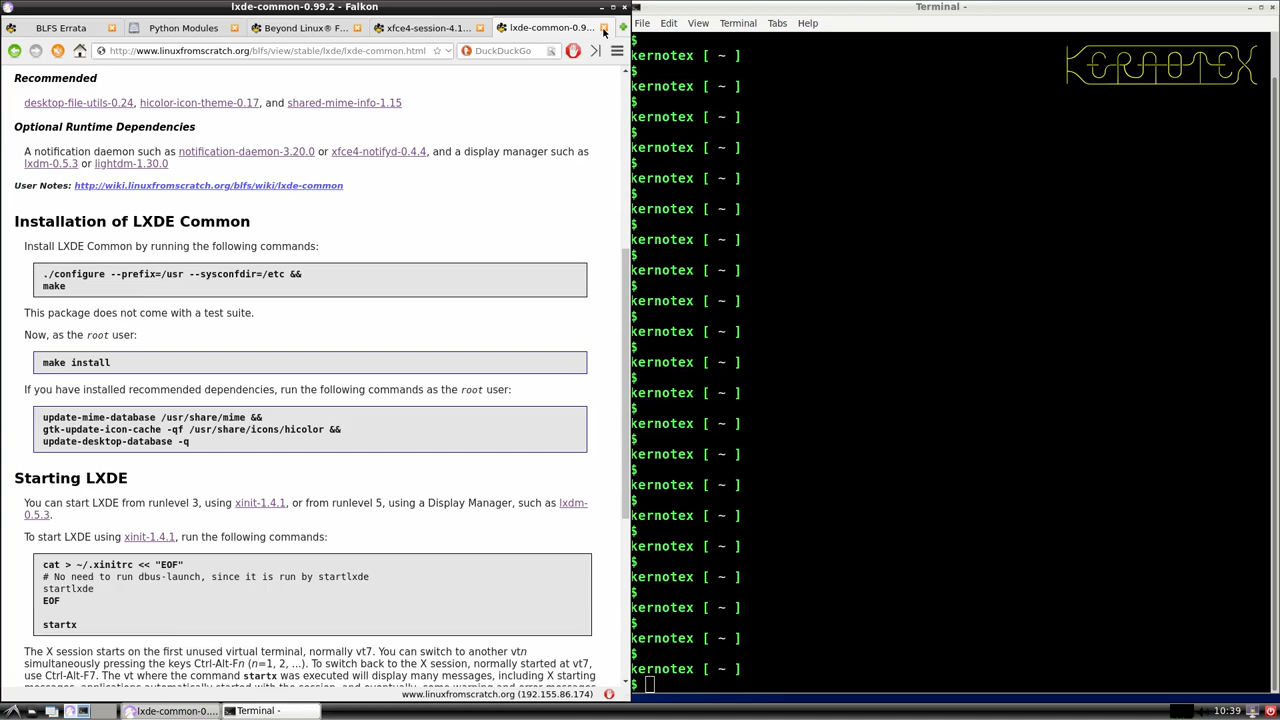 lxde-common-0.99.2 - Falkon
BLFS Errata
Python Modules
Beyond Linux® F...
xfce4-session-4.1...
lxde-common-0.9...
http://www.linuxfromscratch.org/blfs/view/stable/lxde/lxde-common.html
DuckDuckGo
Recommended
desktop-file-utils-0.24, hicolor-icon-theme-0.17, and shared-mime-info-1.15
Optional Runtime Dependencies
A notification daemon such as notification-daemon-3.20.0 or xfce4-notifyd-0.4.4, and a display manager such as
lxdm-0.5.3 or lightdm-1.30.0
User Notes: http://wiki.linuxfromscratch.org/blfs/wiki/lxde-common
Installation of LXDE Common
Install LXDE Common by running the following commands:
./configure --prefix=/usr --sysconfdir=/etc &&
make
This package does not come with a test suite.
Now, as the root user:
make install
If you have installed recommended dependencies, run the following commands as the root user:
update-mime-database /usr/share/mime &&
gtk-update-icon-cache -qf /usr/share/icons/hicolor &&
update-desktop-database -q
Starting LXDE
You can start LXDE from runlevel 3, using xinit-1.4.1, or from runlevel 5, using a Display Manager, such as lxdm-
0.5.3.
To start LXDE using xinit-1.4.1, run the following commands:
cat > ~/.xinitrc << "EOF"
# No need to run dbus-launch, since it is run by startlxde
startlxde
EOF
startx
The X session starts on the first unused virtual terminal, normally vt7. You can switch to another vtn
simultaneously pressing the keys Ctrl-Alt-Fn (n=1, 2, ...). To switch back to the X session, normally started at vt7,
use Ctrl-Alt-F7. The vt where the command startx was executed will display many messages, including X starting
www.linuxfromscratch.org (192.155.86.174)
Terminal -
File Edit View Terminal Tabs Help
KERNOTEX
kernotex [ ~ ]
$
kernotex [ ~ ]
$
kernotex [ ~ ]
$
kernotex [ ~ ]
$
kernotex [ ~ ]
$
kernotex [ ~ ]
$
kernotex [ ~ ]
$
kernotex [ ~ ]
$
kernotex [ ~ ]
$
kernotex [ ~ ]
$
kernotex [ ~ ]
$
kernotex [ ~ ]
$
kernotex [ ~ ]
$
kernotex [ ~ ]
$
kernotex [ ~ ]
$
kernotex [ ~ ]
$
kernotex [ ~ ]
$
kernotex [ ~ ]
$
kernotex [ ~ ]
$
kernotex [ ~ ]
$
kernotex [ ~ ]
$
lxde-common-0....
Terminal -
10:39